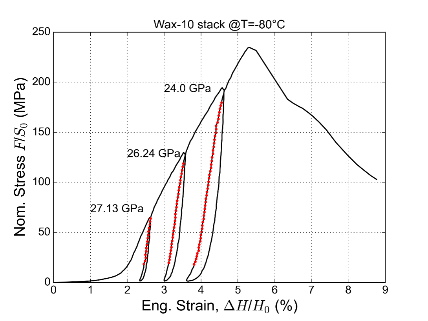 Wax-10 stack @T=-80°C
250
200
150
100
50
0
Nom. Stress F/S₀ (MPa)
24.0 GPa
26.24 GPa
27.13 GPa
0 1 2 3 4 5 6 7 8 9
Eng. Strain, ΔH/H₀ (%)